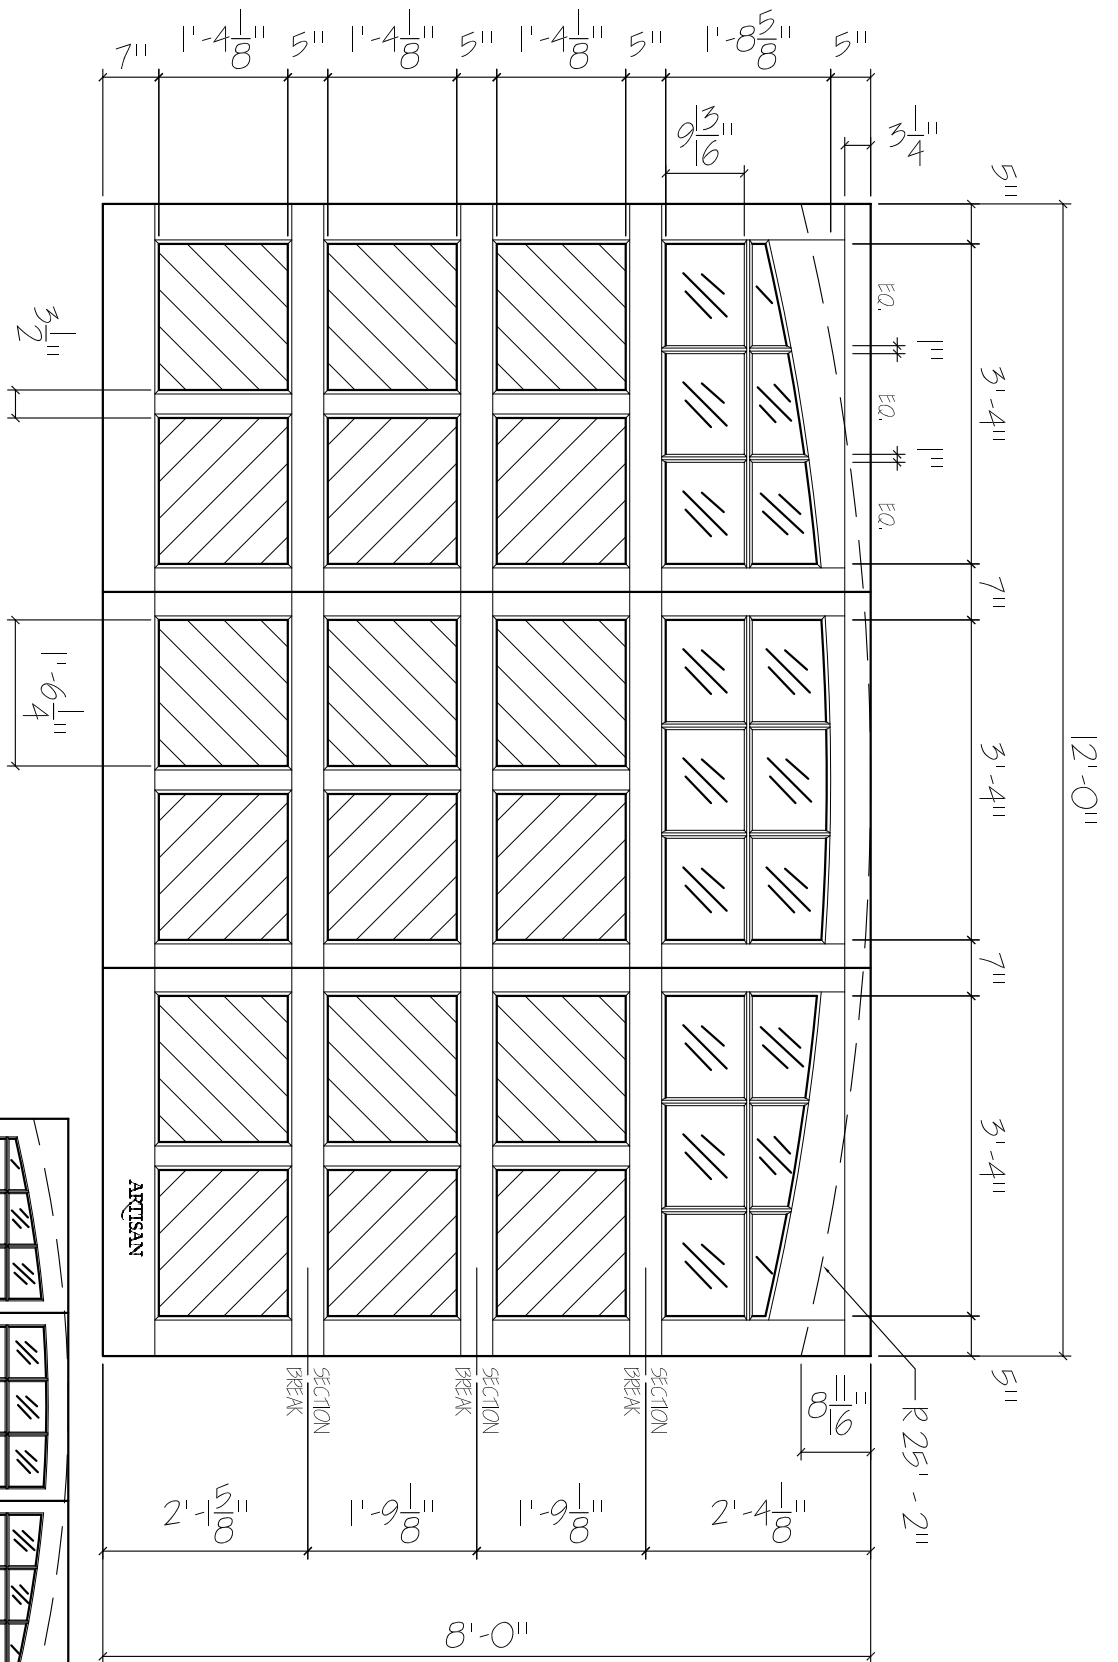 12'-0"
5"
3'-4"
7"
3'-4"
7"
3'-4"
5"
1"
1"
EQ.
EQ.
EQ.
3 1/4"
5"
1'-8 5/8"
9 13/16"
5"
1'-4 1/8"
5"
1'-4 1/8"
5"
1'-4 1/8"
7"
R 25' - 2"
8 11/16"
SECTION
BREAK
SECTION
BREAK
SECTION
BREAK
2'-4 1/8"
1'-9 1/8"
1'-9 1/8"
2'-1 5/8"
8'-0"
ARTISAN
3 1/2"
1'-6 1/4"